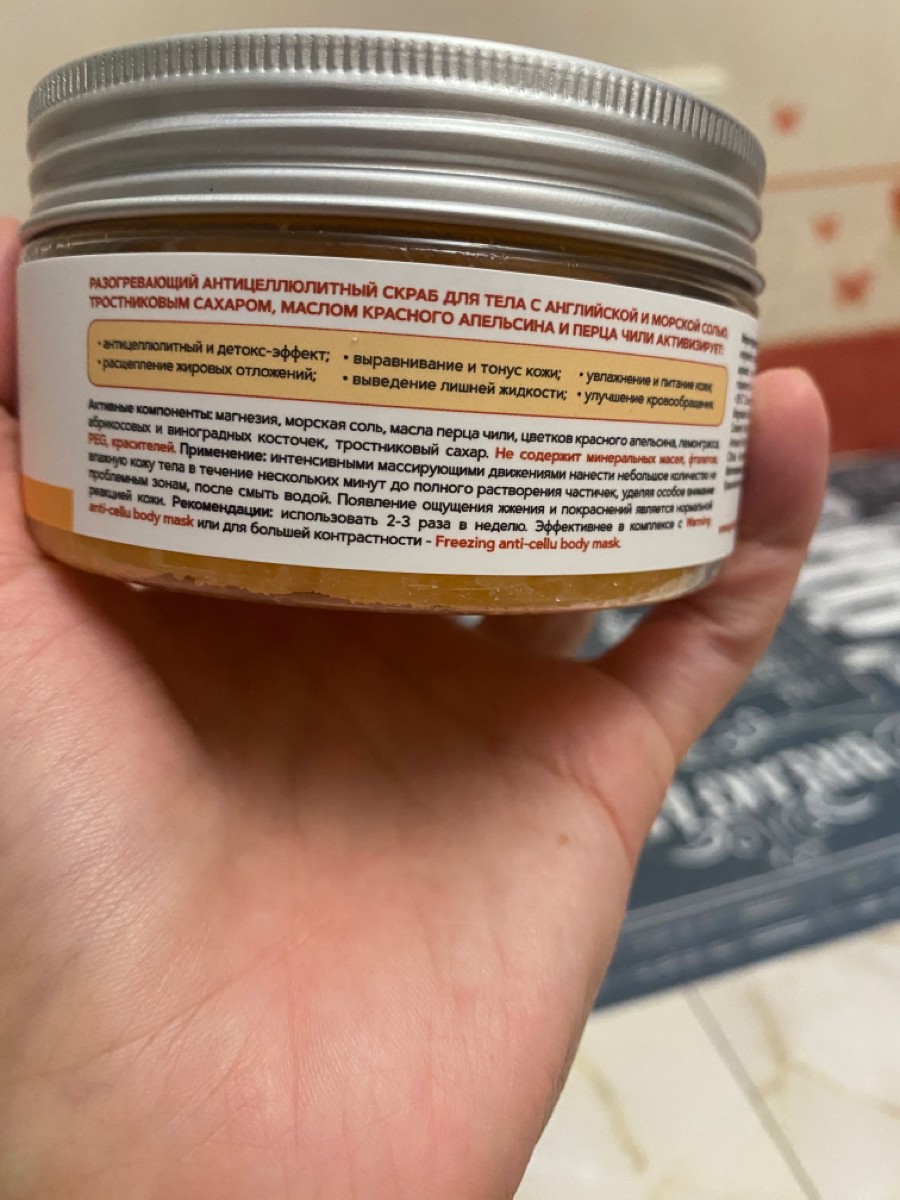 РАЗОГРЕВАЮЩИЙ АНТИЦЕЛЛЮЛИТНЫЙ СКРАБ ДЛЯ ТЕЛА С АНГЛИЙСКОЙ И МОРСКОЙ СОЛЬЮ,
ТРОСТНИКОВЫМ САХАРОМ, МАСЛОМ КРАСНОГО АПЕЛЬСИНА И ПЕРЦА ЧИЛИ АКТИВИЗИРУЕТ:
• антицеллюлитный и детокс-эффект; • выравнивание и тонус кожи; • увлажнение и питание кожи;
• расщепление жировых отложений; • выведение лишней жидкости; • улучшение кровообращения.
Активные компоненты: магнезия, морская соль, масла перца чили, цветков красного апельсина, лемонграсса,
абрикосовых и виноградных косточек, тростниковый сахар. Не содержит минеральных масел, фталатов,
PEG, красителей. Применение: интенсивными массирующими движениями нанести небольшое количество на
влажную кожу тела в течение нескольких минут до полного растворения частичек, уделяя особое внимание
проблемным зонам, после смыть водой. Появление ощущения жжения и покраснений является нормальной
реакцией кожи. Рекомендации: использовать 2-3 раза в неделю. Эффективнее в комплексе с Warming
anti-cellu body mask или для большей контрастности - Freezing anti-cellu body mask.